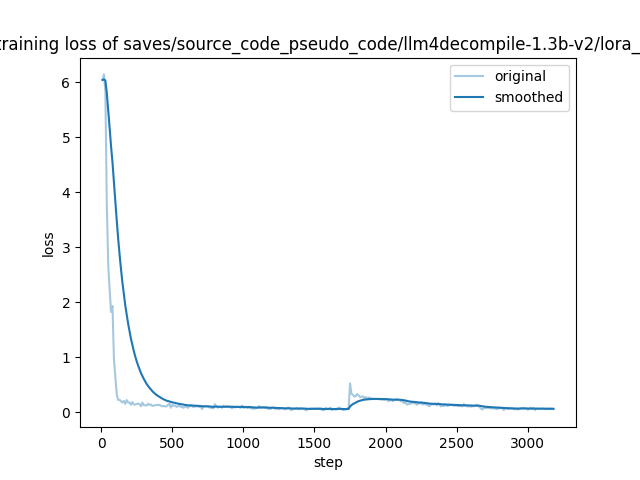 training loss of saves/source_code_pseudo_code/llm4decompile-1.3b-v2/lora_
original
smoothed
loss
6
5
4
3
2
1
0
0 500 1000 1500 2000 2500 3000
step